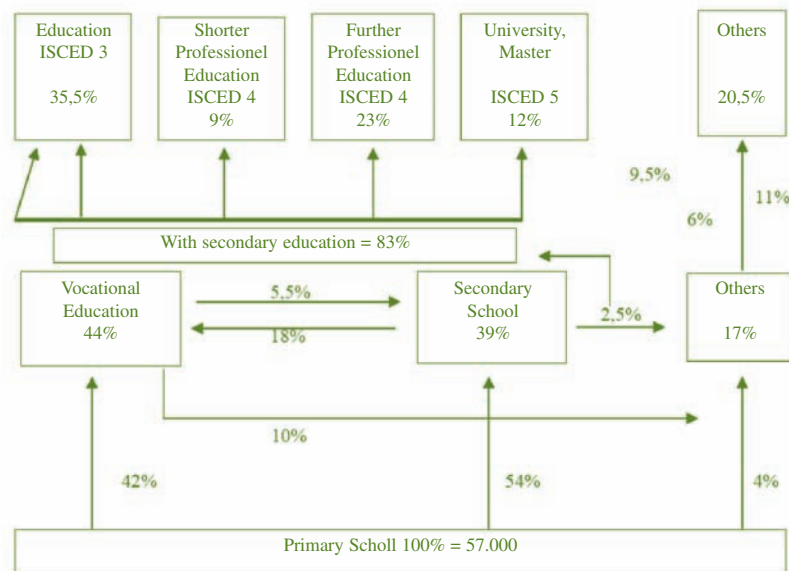 Education
ISCED 3
35,5%
Shorter
Professionel
Education
ISCED 4
9%
Further
Professionel
Education
ISCED 4
23%
University,
Master
ISCED 5
12%
Others
20,5%
9,5%
11%
6%
With secondary education = 83%
Vocational
Education
44%
5,5%
18%
Secondary
School
39%
2,5%
Others
17%
10%
42%
54%
4%
Primary Scholl 100% = 57.000